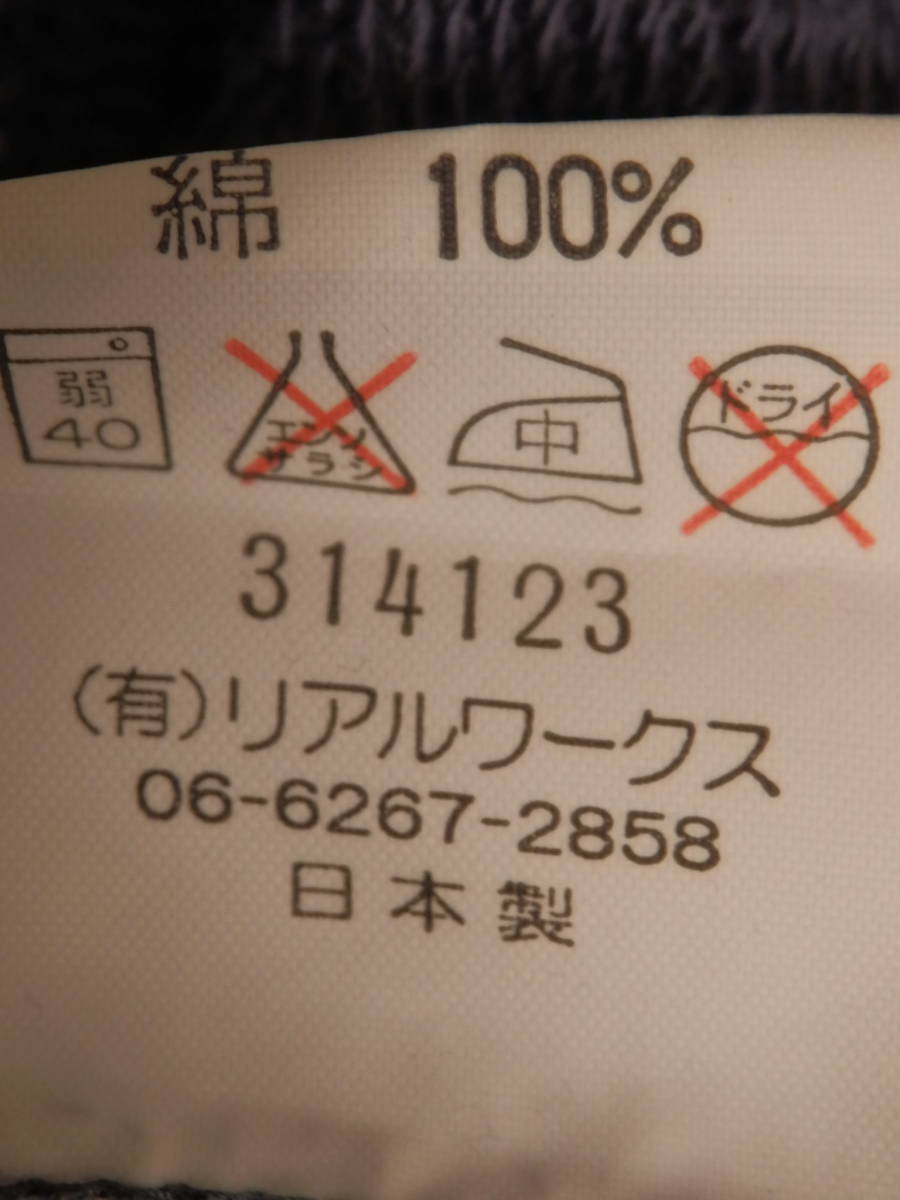 綿 100%
弱 エンソ 中 ドライ
40 サラシ
314123
(有)リアルワークス
06-6267-2858
日本製